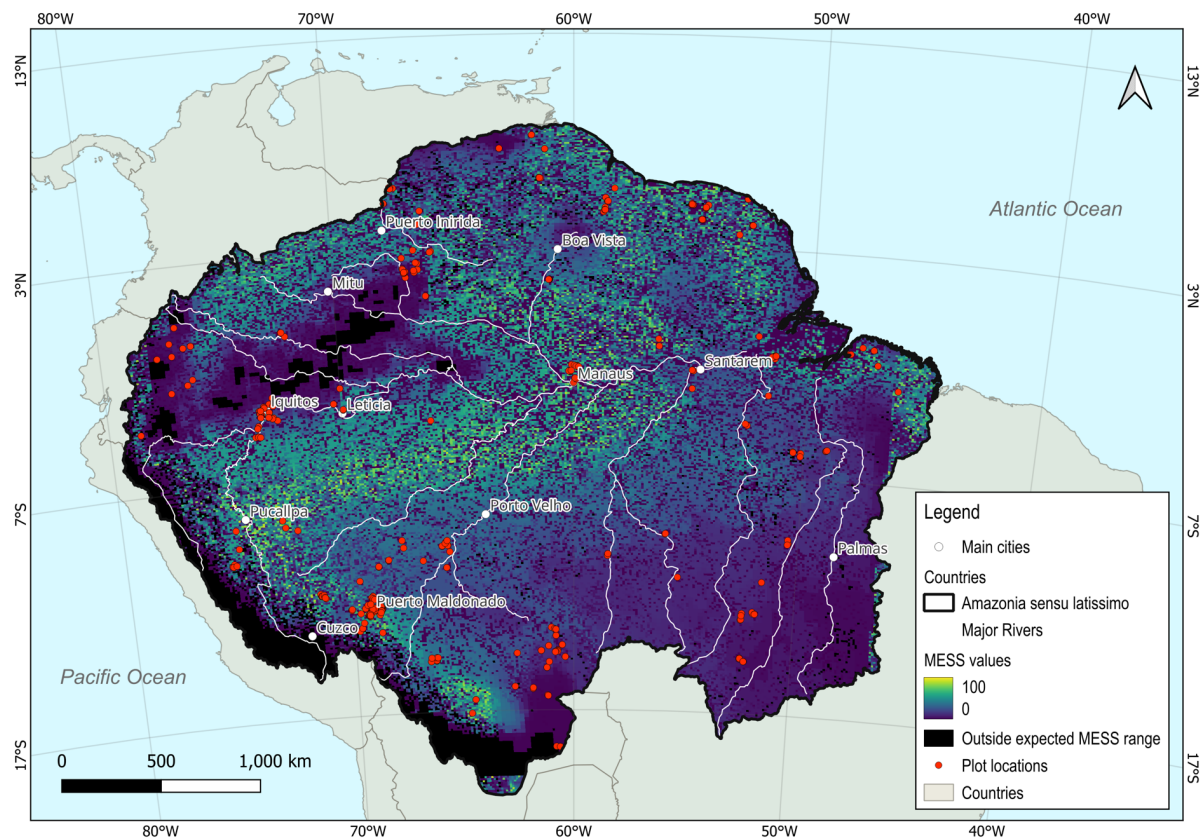 80°W 70°W 60°W 50°W 40°W
13°N 13°N
Atlantic Ocean
Puerto Inirida
Boa Vista
3°N Mitu 3°N
Santarem
Manaus
Iquitos Leticia
Pucallpa
Porto Velho
7°S 7°S
Palmas
Puerto Maldonado
Cuzco
Pacific Ocean
17°S 17°S
Legend
Main cities
Countries
Amazonia sensu latissimo
Major Rivers
MESS values
100
0
Outside expected MESS range
Plot locations
Countries
0 500 1,000 km
80°W 70°W 60°W 50°W 40°W